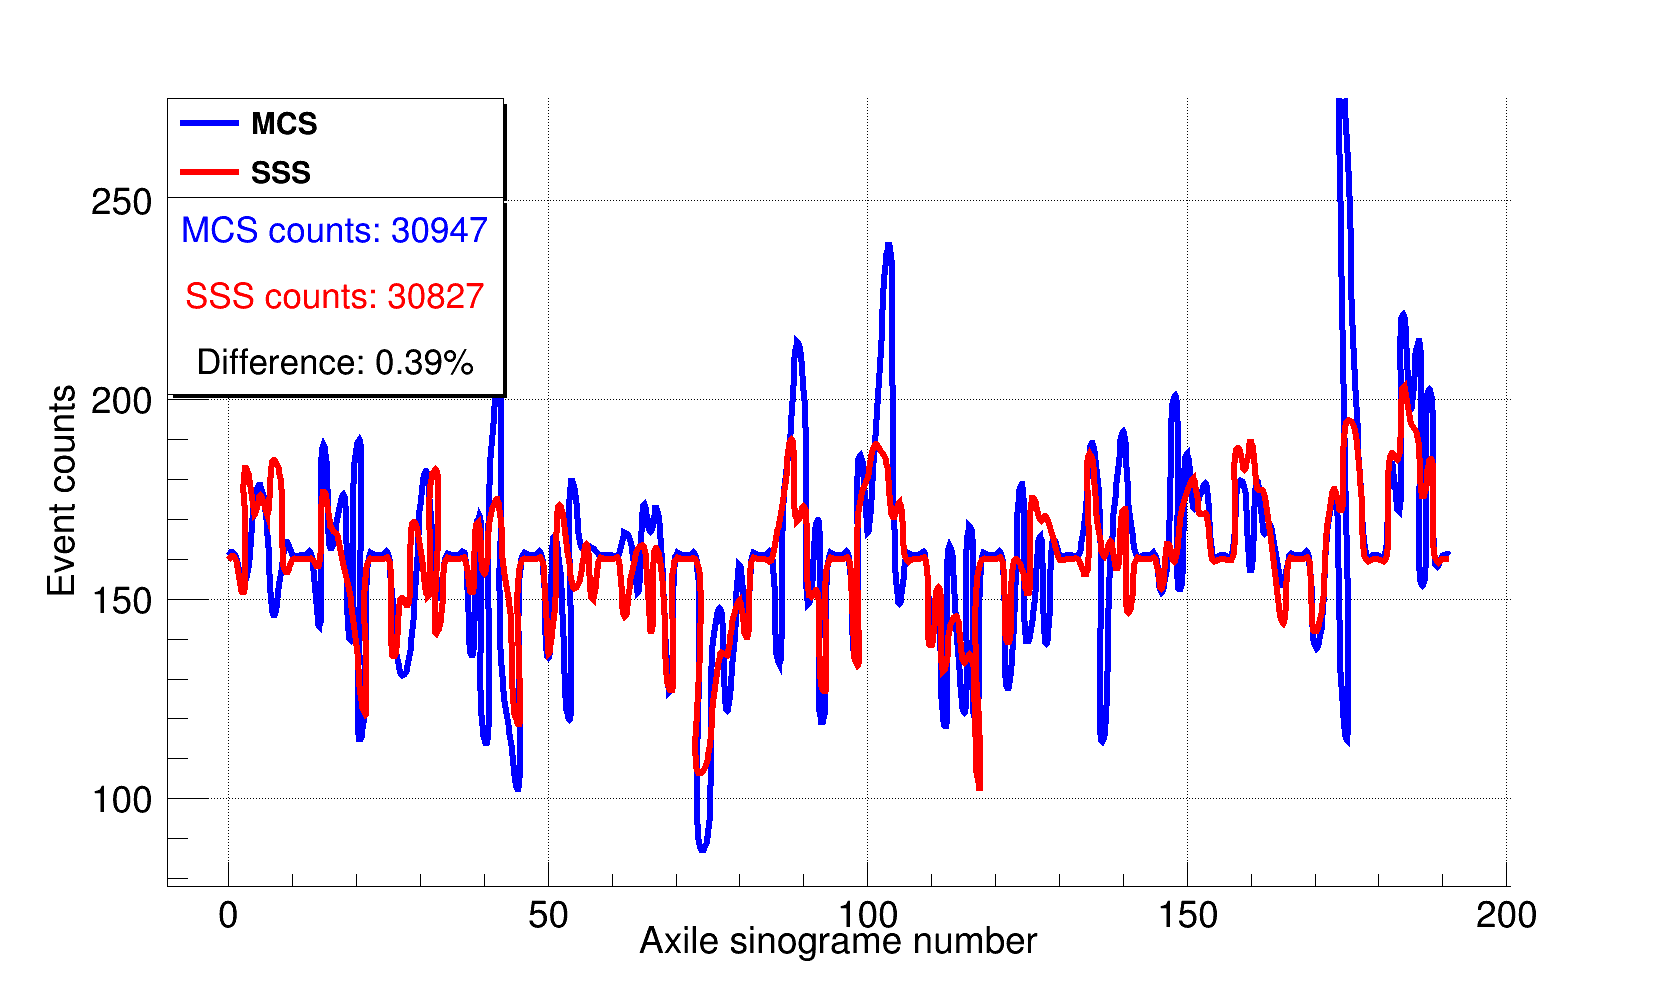 MCS
SSS
MCS counts: 30947
SSS counts: 30827
Difference: 0.39%
Event counts
250
200
150
100
0 50 100 150 200
Axile sinograme number